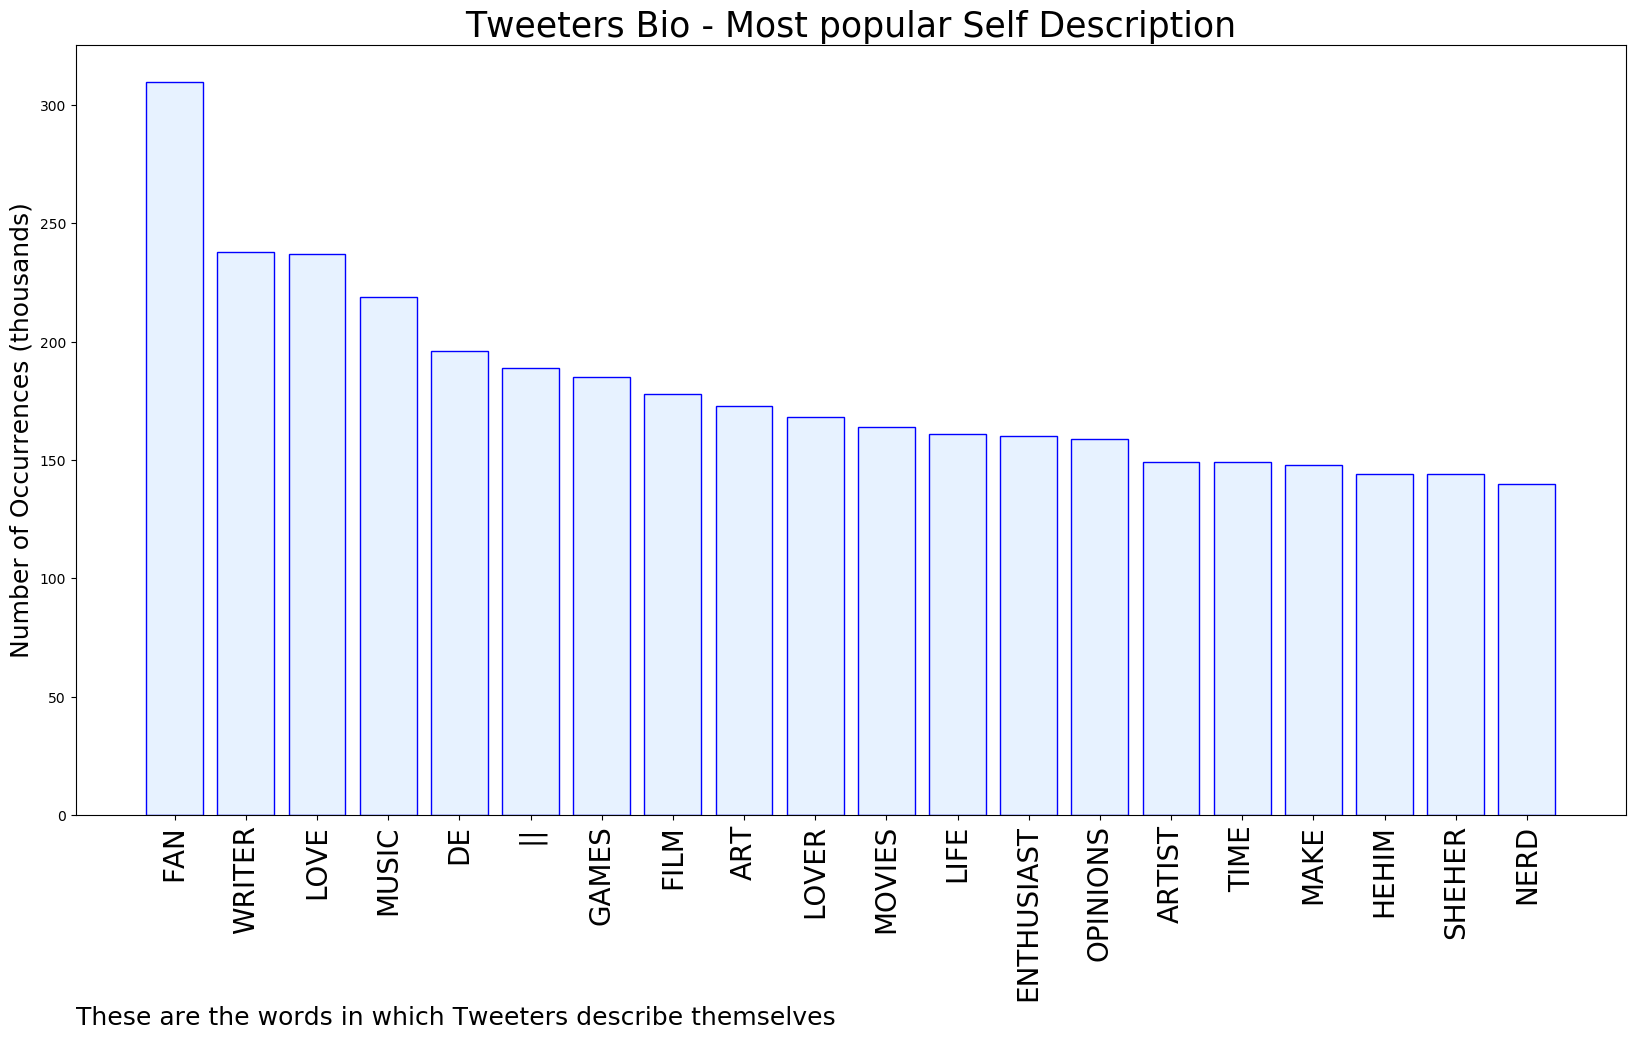 Tweeters Bio - Most popular Self Description
Number of Occurrences (thousands)
300
250
200
150
100
50
0
FAN
WRITER
LOVE
MUSIC
DE
||
GAMES
FILM
ART
LOVER
MOVIES
LIFE
ENTHUSIAST
OPINIONS
ARTIST
TIME
MAKE
HEHIM
SHEHER
NERD
These are the words in which Tweeters describe themselves